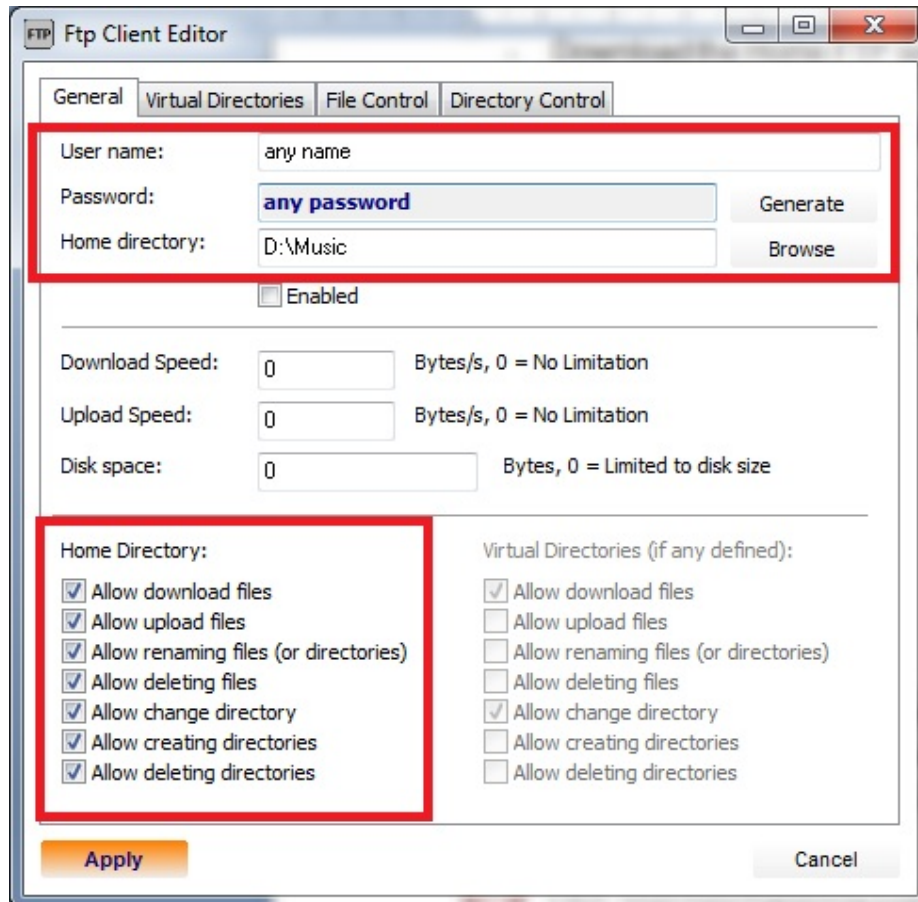 FTP Ftp Client Editor
General Virtual Directories File Control Directory Control
User name: any name
Password: any password Generate
Home directory: D:\Music Browse
Enabled
Download Speed: 0 Bytes/s, 0 = No Limitation
Upload Speed: 0 Bytes/s, 0 = No Limitation
Disk space: 0 Bytes, 0 = Limited to disk size
Home Directory:
Allow download files
Allow upload files
Allow renaming files (or directories)
Allow deleting files
Allow change directory
Allow creating directories
Allow deleting directories
Virtual Directories (if any defined):
Allow download files
Allow upload files
Allow renaming files (or directories)
Allow deleting files
Allow change directory
Allow creating directories
Allow deleting directories
Apply Cancel